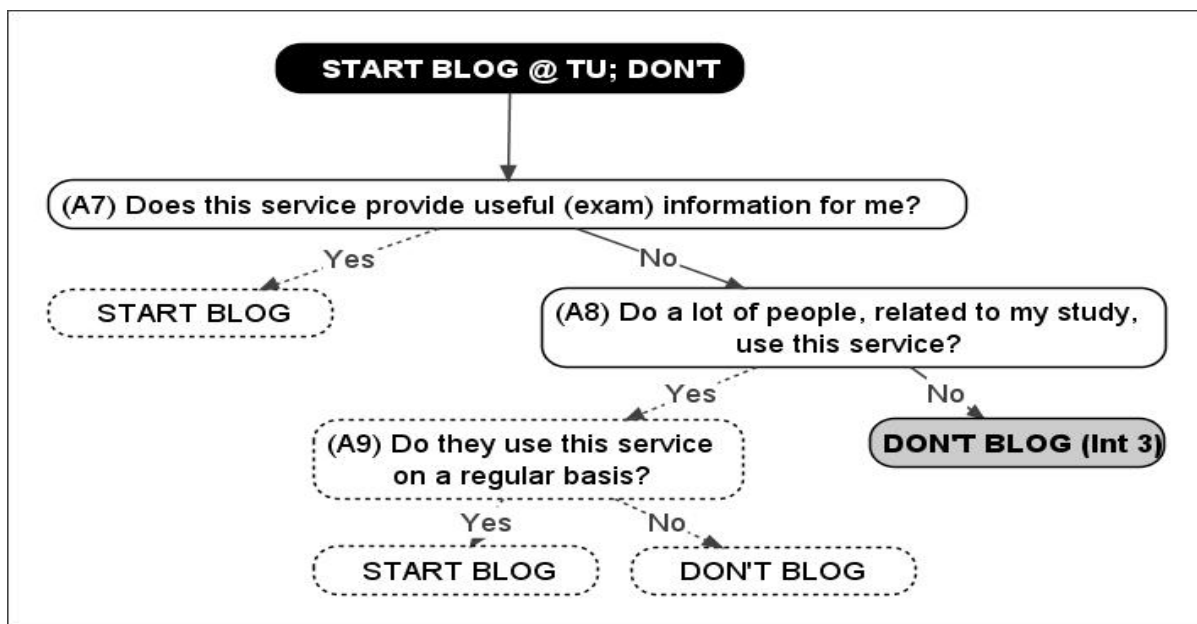 START BLOG @ TU; DON'T
(A7) Does this service provide useful (exam) information for me?
Yes
No
START BLOG
(A8) Do a lot of people, related to my study,
use this service?
Yes
No
(A9) Do they use this service
on a regular basis?
DON'T BLOG (Int 3)
Yes
No
START BLOG
DON'T BLOG